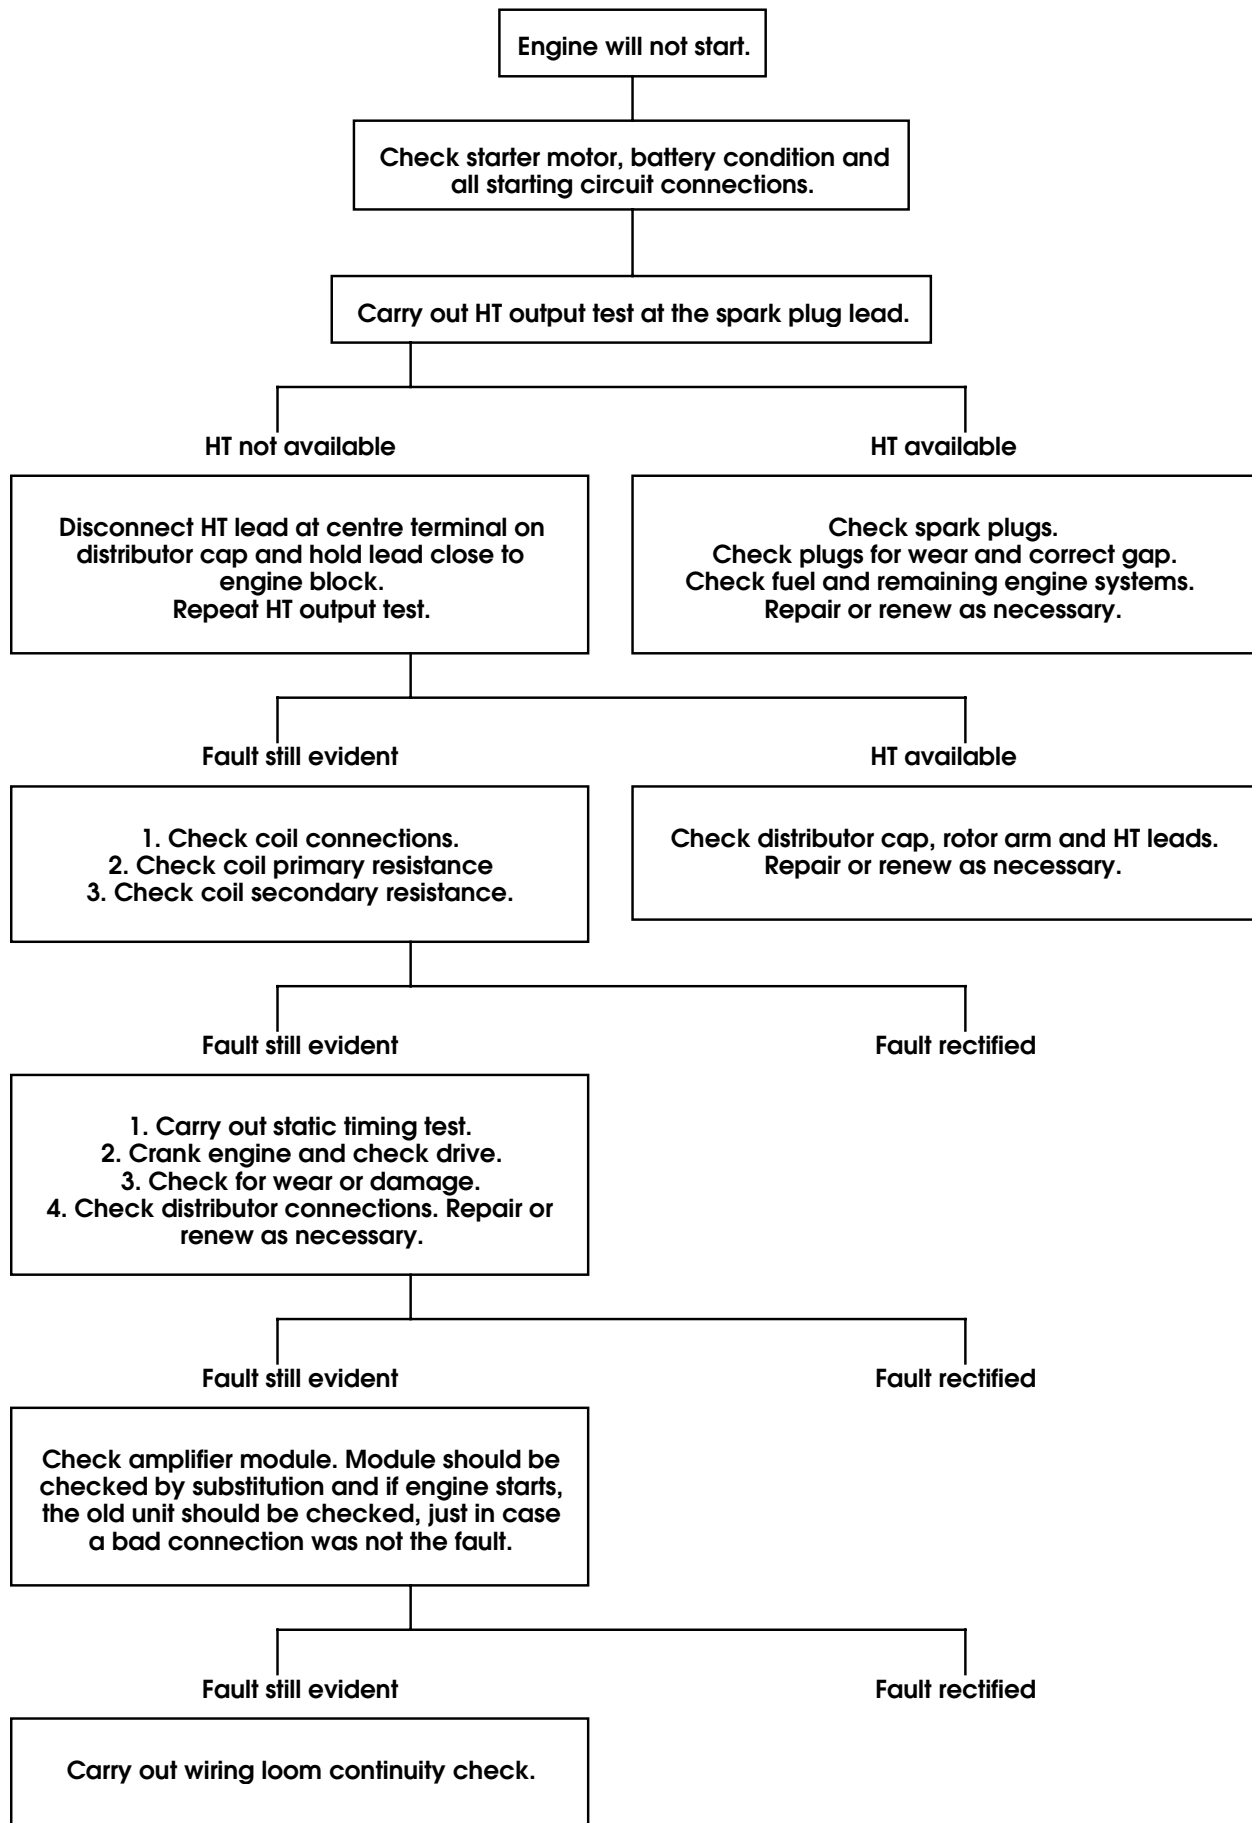 Engine will not start.
Check starter motor, battery condition and
all starting circuit connections.
Carry out HT output test at the spark plug lead.
HT not available
HT available
Disconnect HT lead at centre terminal on
distributor cap and hold lead close to
engine block.
Repeat HT output test.
Check spark plugs.
Check plugs for wear and correct gap.
Check fuel and remaining engine systems.
Repair or renew as necessary.
Fault still evident
HT available
1. Check coil connections.
2. Check coil primary resistance
3. Check coil secondary resistance.
Check distributor cap, rotor arm and HT leads.
Repair or renew as necessary.
Fault still evident
Fault rectified
1. Carry out static timing test.
2. Crank engine and check drive.
3. Check for wear or damage.
4. Check distributor connections. Repair or
renew as necessary.
Fault still evident
Fault rectified
Check amplifier module. Module should be
checked by substitution and if engine starts,
the old unit should be checked, just in case
a bad connection was not the fault.
Fault still evident
Fault rectified
Carry out wiring loom continuity check.